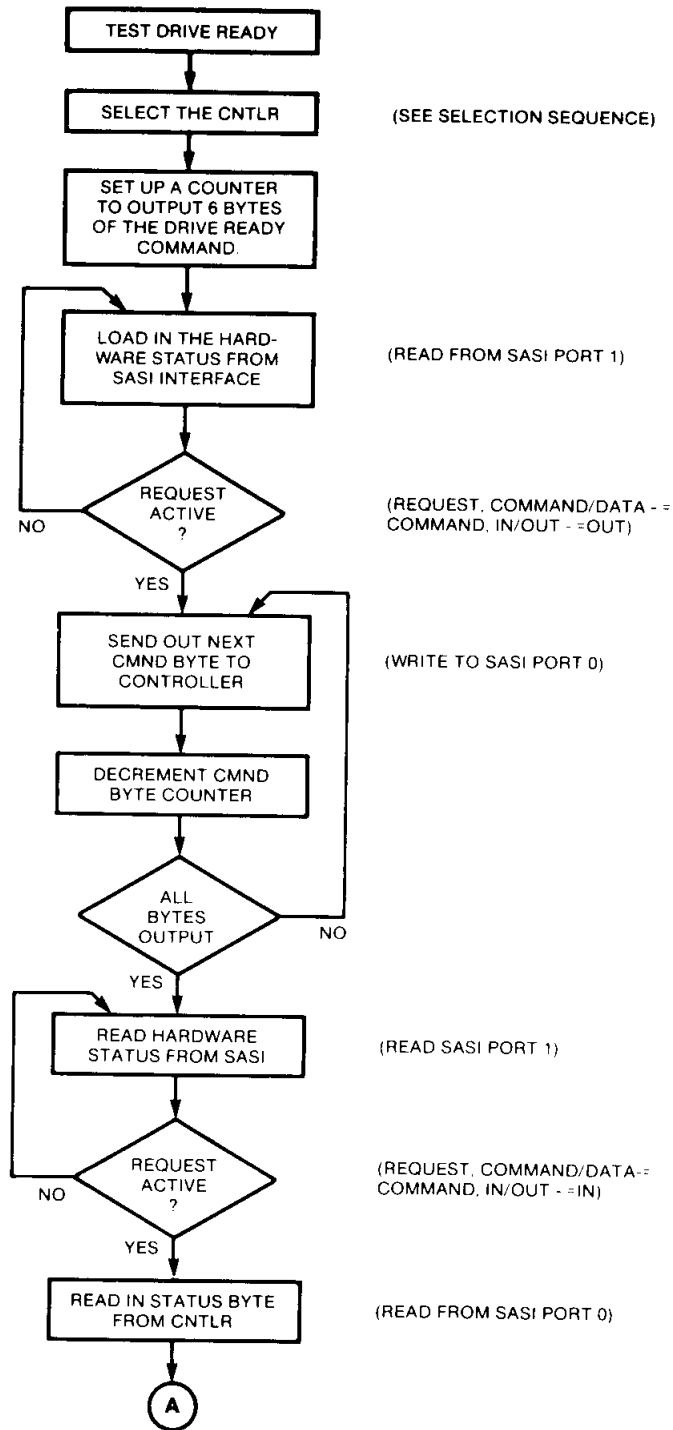 TEST DRIVE READY
SELECT THE CNTLR
(SEE SELECTION SEQUENCE)
SET UP A COUNTER
TO OUTPUT 6 BYTES
OF THE DRIVE READY
COMMAND.
LOAD IN THE HARD-
WARE STATUS FROM
SASI INTERFACE
(READ FROM SASI PORT 1)
REQUEST
ACTIVE
?
NO
(REQUEST, COMMAND/DATA - =
COMMAND, IN/OUT - =OUT)
YES
SEND OUT NEXT
CMND BYTE TO
CONTROLLER
(WRITE TO SASI PORT 0)
DECREMENT CMND
BYTE COUNTER
ALL
BYTES
OUTPUT
NO
YES
READ HARDWARE
STATUS FROM SASI
(READ SASI PORT 1)
REQUEST
ACTIVE
?
NO
(REQUEST, COMMAND/DATA-=
COMMAND, IN/OUT - =IN)
YES
READ IN STATUS BYTE
FROM CNTLR
(READ FROM SASI PORT 0)
A